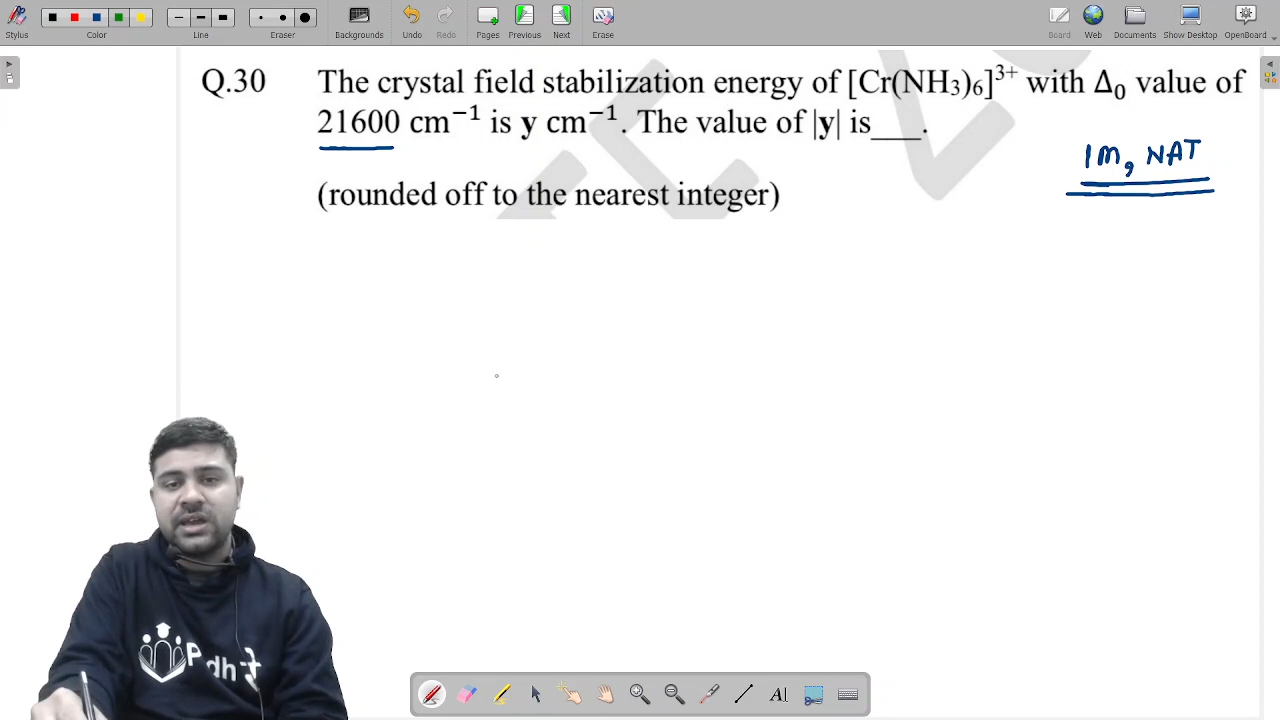 Stylus
Color
Line
Eraser
Backgrounds
Undo
Redo
Pages
Previous
Next
Erase
Board
Web
Documents
Show Desktop
OpenBoard
Q.30 The crystal field stabilization energy of [Cr(NH₃)₆]³⁺ with Δ₀ value of
21600 cm⁻¹ is y cm⁻¹. The value of |y| is___.
(rounded off to the nearest integer)
1M, NAT